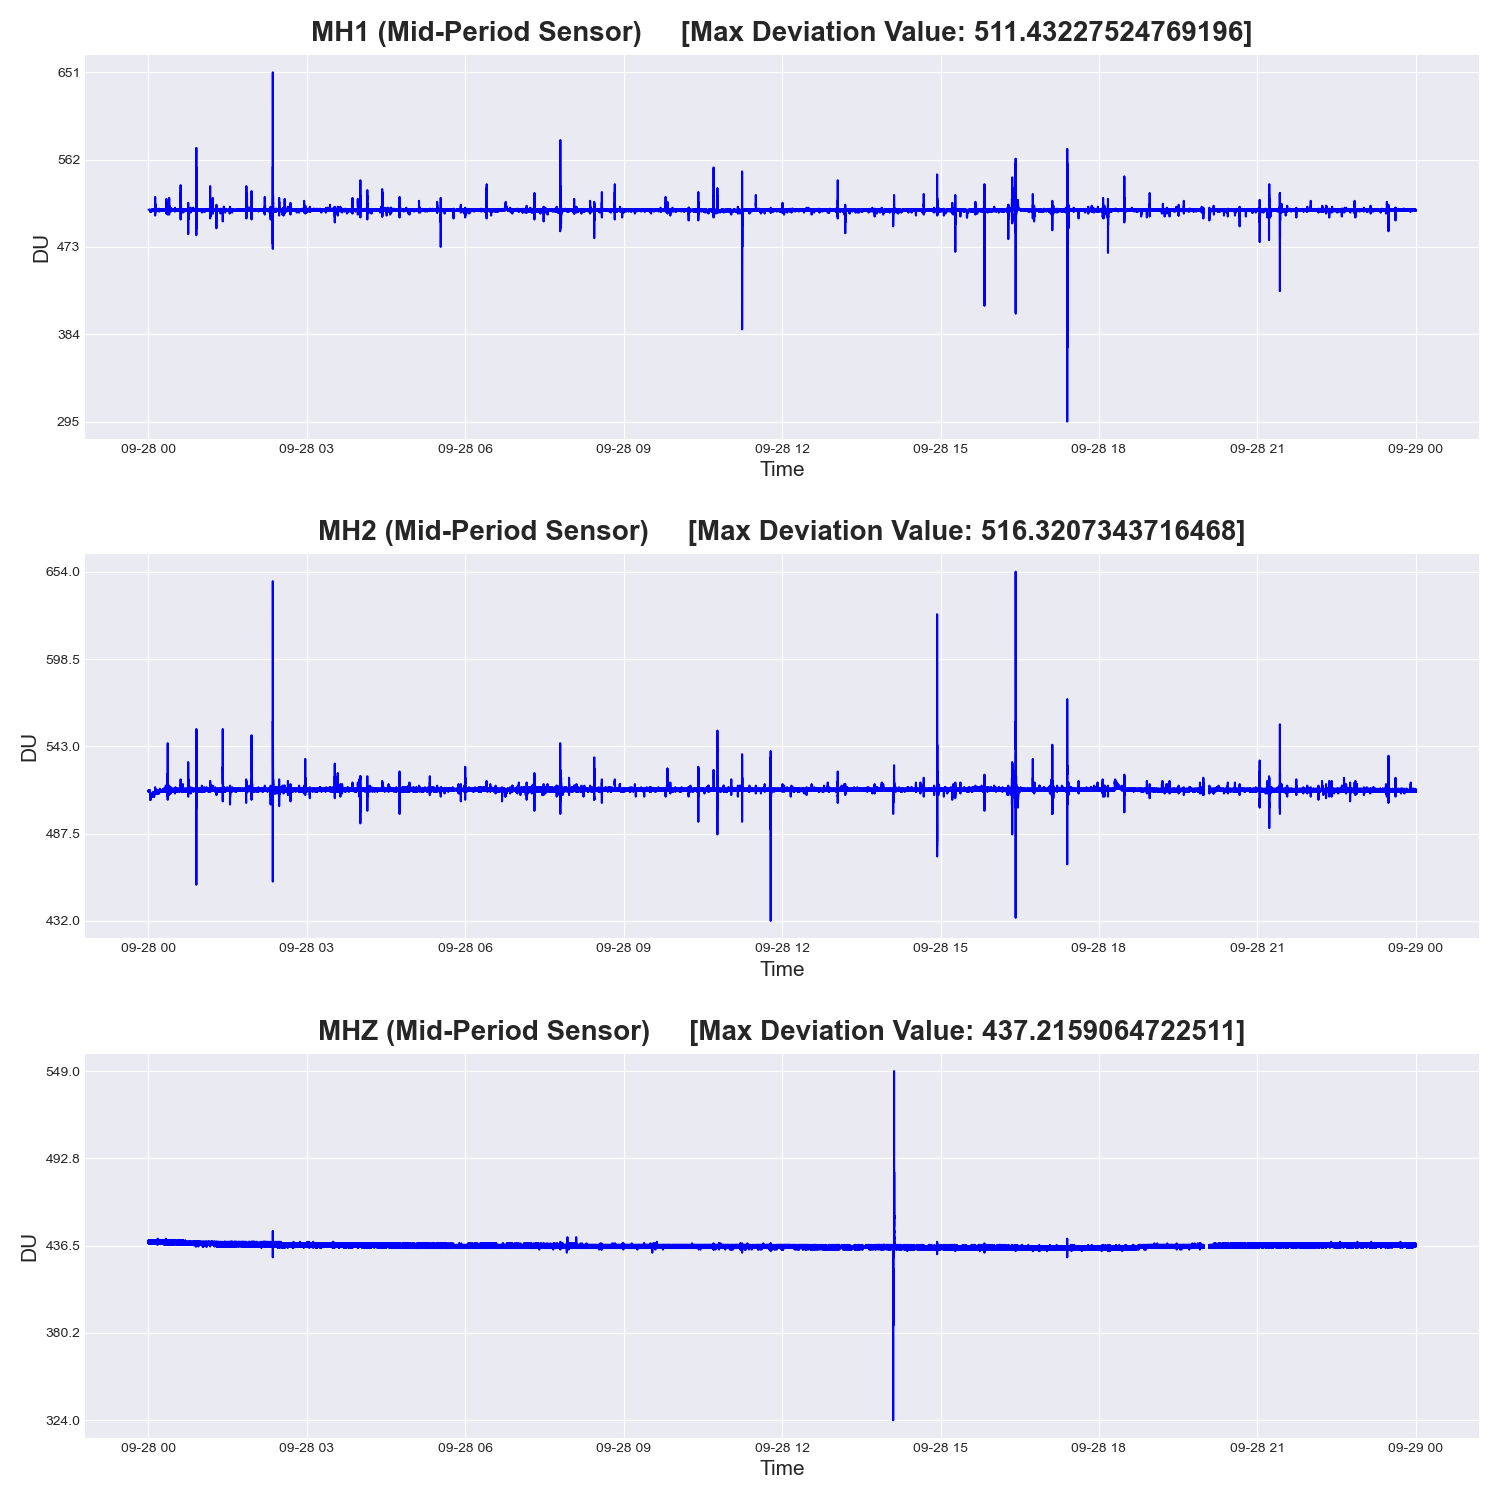 MH1 (Mid-Period Sensor) [Max Deviation Value: 511.43227524769196]
651
562
473
384
295
DU
09-28 00 09-28 03 09-28 06 09-28 09 09-28 12 09-28 15 09-28 18 09-28 21 09-29 00
Time
MH2 (Mid-Period Sensor) [Max Deviation Value: 516.3207343716468]
654.0
598.5
543.0
487.5
432.0
DU
09-28 00 09-28 03 09-28 06 09-28 09 09-28 12 09-28 15 09-28 18 09-28 21 09-29 00
Time
MHZ (Mid-Period Sensor) [Max Deviation Value: 437.2159064722511]
549.0
492.8
436.5
380.2
324.0
DU
09-28 00 09-28 03 09-28 06 09-28 09 09-28 12 09-28 15 09-28 18 09-28 21 09-29 00
Time